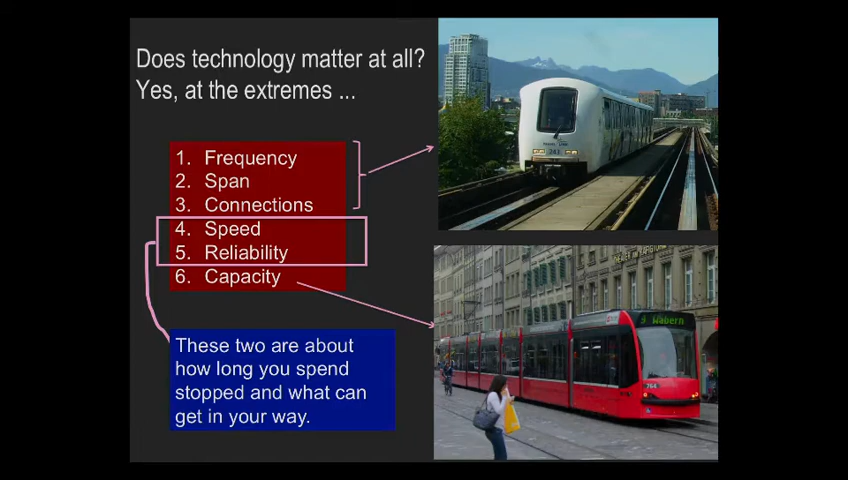 Does technology matter at all?
Yes, at the extremes ...
1. Frequency
2. Span
3. Connections
4. Speed
5. Reliability
6. Capacity
These two are about
how long you spend
stopped and what can
get in your way.
9 Wabern
764